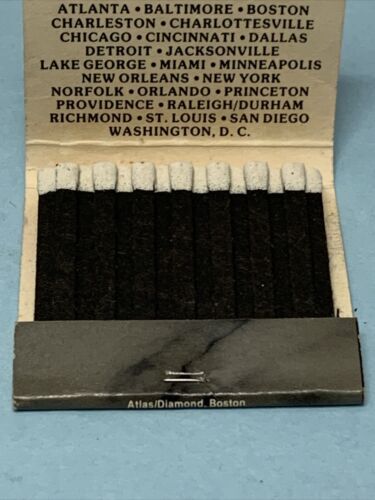 ATLANTA • BALTIMORE • BOSTON
CHARLESTON • CHARLOTTESVILLE
CHICAGO • CINCINNATI • DALLAS
DETROIT • JACKSONVILLE
LAKE GEORGE • MIAMI • MINNEAPOLIS
NEW ORLEANS • NEW YORK
NORFOLK • ORLANDO • PRINCETON
PROVIDENCE • RALEIGH/DURHAM
RICHMOND • ST. LOUIS • SAN DIEGO
WASHINGTON, D. C.
Atlas/Diamond, Boston